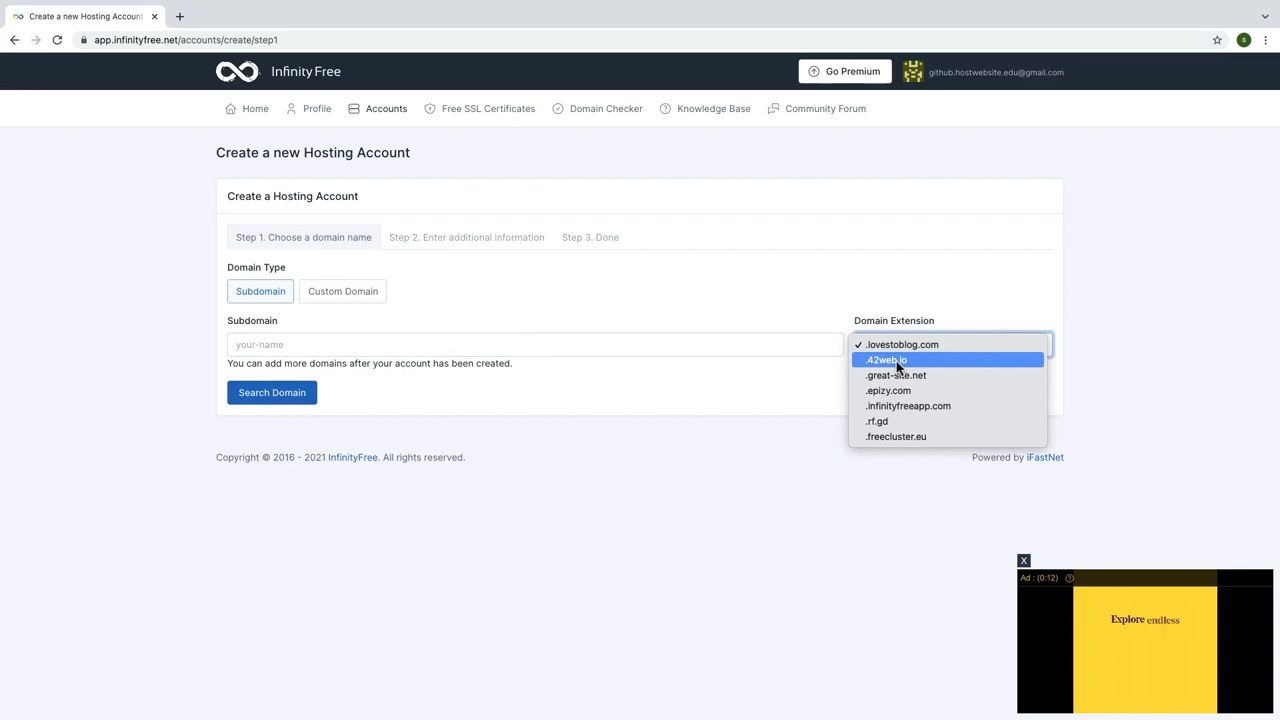 Create a new Hosting Account
app.infinityfree.net/accounts/create/step1
S
InfinityFree
Go Premium
github.hostwebsite.edu@gmail.com
Home
Profile
Accounts
Free SSL Certificates
Domain Checker
Knowledge Base
Community Forum
Create a new Hosting Account
Create a Hosting Account
Step 1. Choose a domain name
Step 2. Enter additional information
Step 3. Done
Domain Type
Subdomain
Custom Domain
Subdomain
Domain Extension
your-name
.lovestoblog.com
.42web.io
.great-site.net
.epizy.com
.infinityfreeapp.com
.rf.gd
.freecluster.eu
You can add more domains after your account has been created.
Search Domain
Copyright © 2016 - 2021 InfinityFree. All rights reserved.
Powered by iFastNet
X
Ad : (0:12)
Explore endless